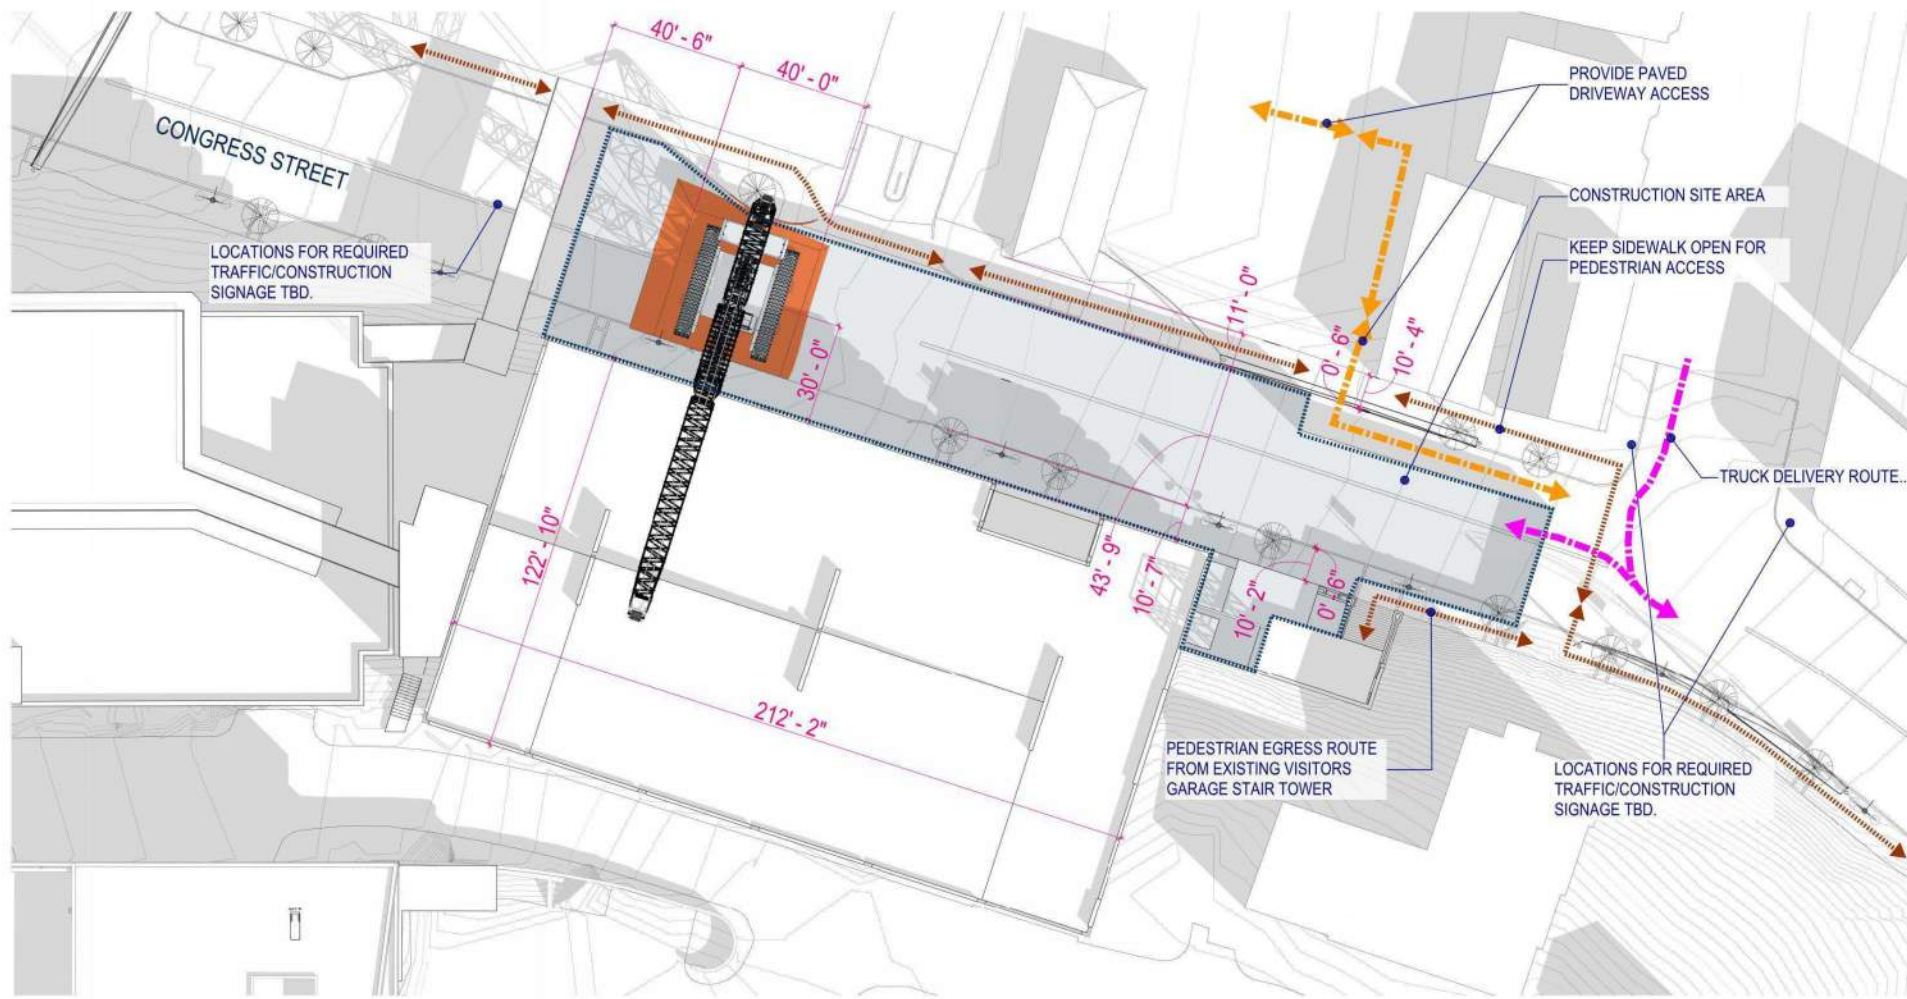 40' - 6"
40' - 0"
PROVIDE PAVED
DRIVEWAY ACCESS
CONGRESS STREET
CONSTRUCTION SITE AREA
KEEP SIDEWALK OPEN FOR
PEDESTRIAN ACCESS
LOCATIONS FOR REQUIRED
TRAFFIC/CONSTRUCTION
SIGNAGE TBD.
11' - 0"
0' - 6"
10' - 4"
30' - 0"
TRUCK DELIVERY ROUTE..
122' - 10"
43' - 9"
10' - 7"
10' - 2"
0' - 6"
212' - 2"
PEDESTRIAN EGRESS ROUTE
FROM EXISTING VISITORS
GARAGE STAIR TOWER
LOCATIONS FOR REQUIRED
TRAFFIC/CONSTRUCTION
SIGNAGE TBD.